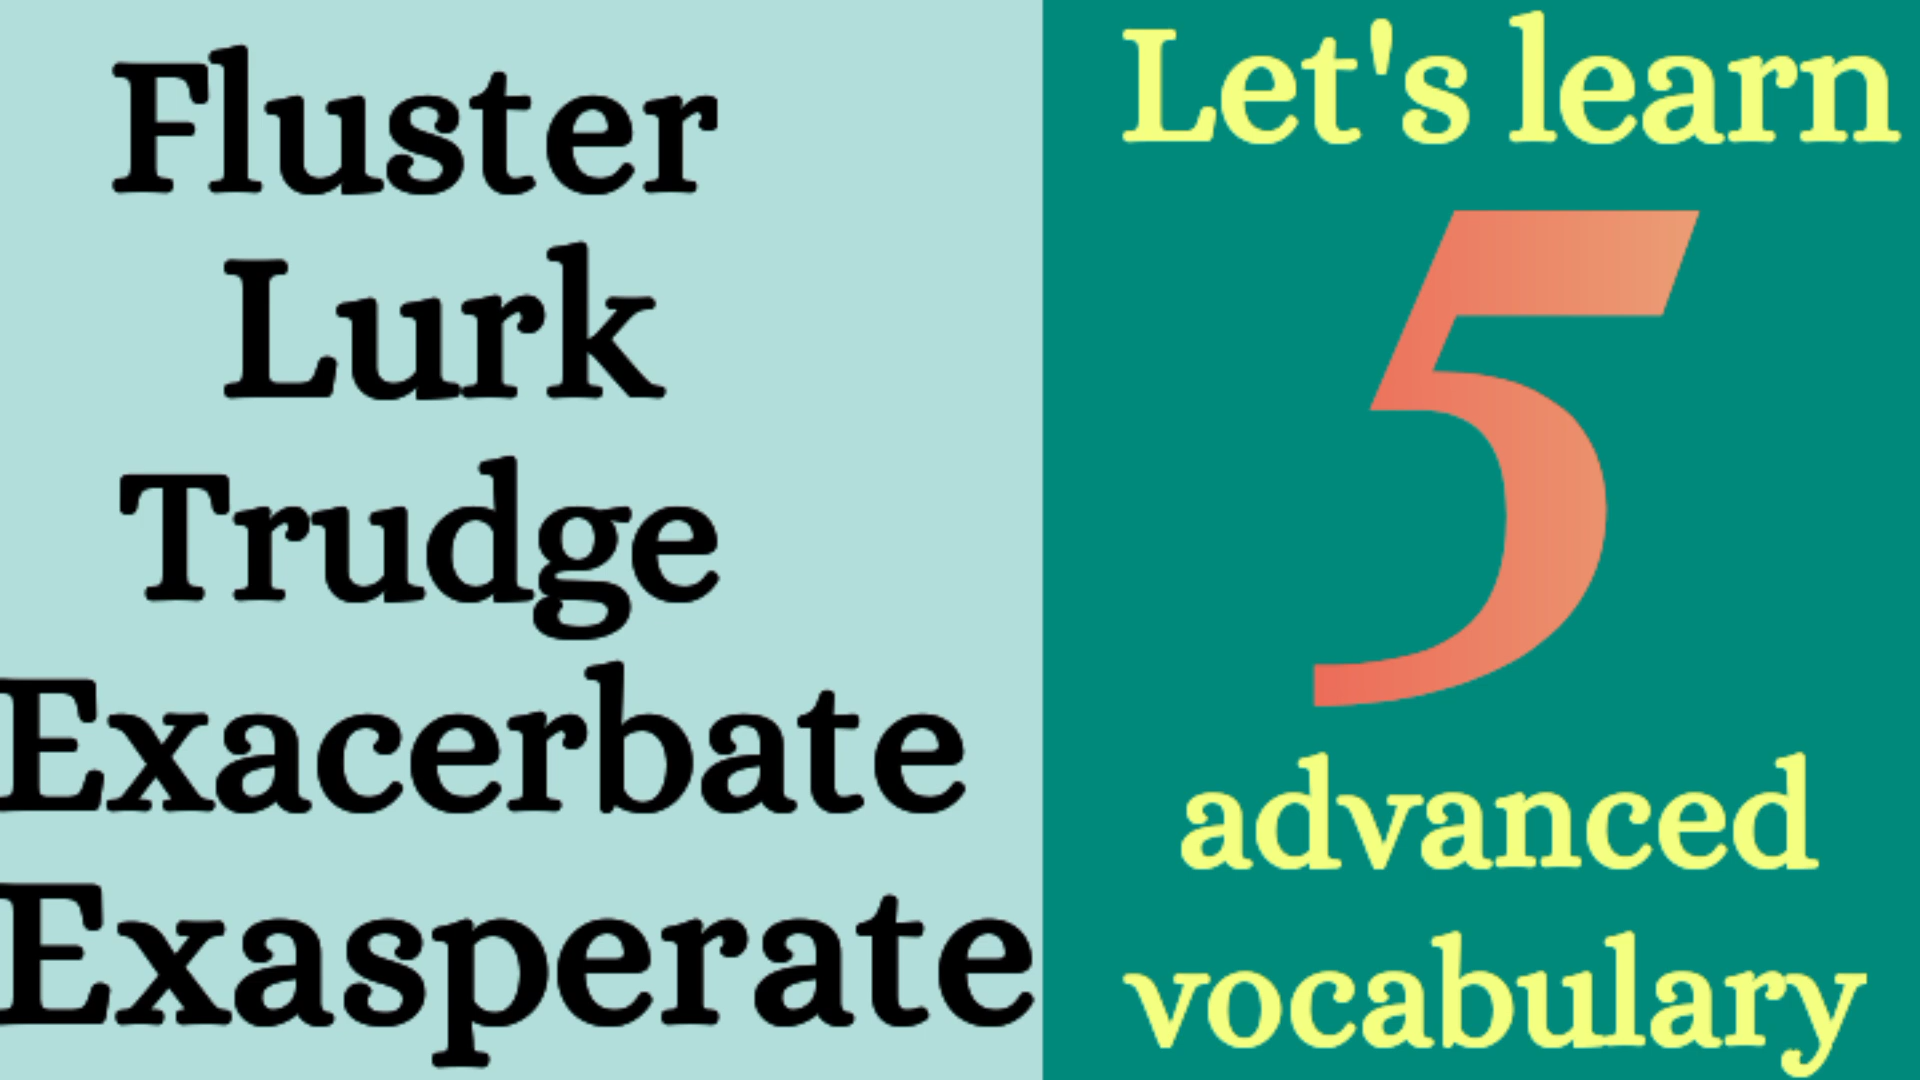 Fluster
Lurk
Trudge
Exacerbate
Exasperate
Let's learn
5
advanced
vocabulary